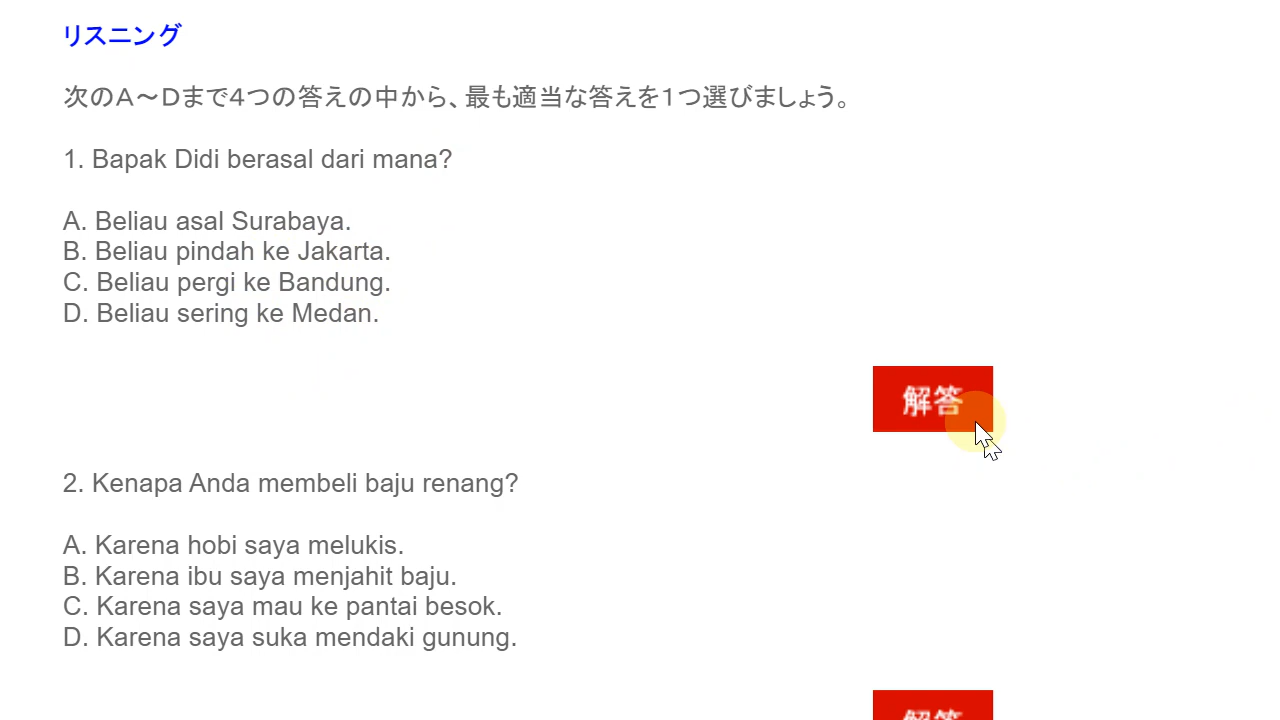 リスニング
次のＡ～Ｄまで４つの答えの中から、最も適当な答えを１つ選びましょう。
1. Bapak Didi berasal dari mana?
A. Beliau asal Surabaya.
B. Beliau pindah ke Jakarta.
C. Beliau pergi ke Bandung.
D. Beliau sering ke Medan.
解答
2. Kenapa Anda membeli baju renang?
A. Karena hobi saya melukis.
B. Karena ibu saya menjahit baju.
C. Karena saya mau ke pantai besok.
D. Karena saya suka mendaki gunung.
解答